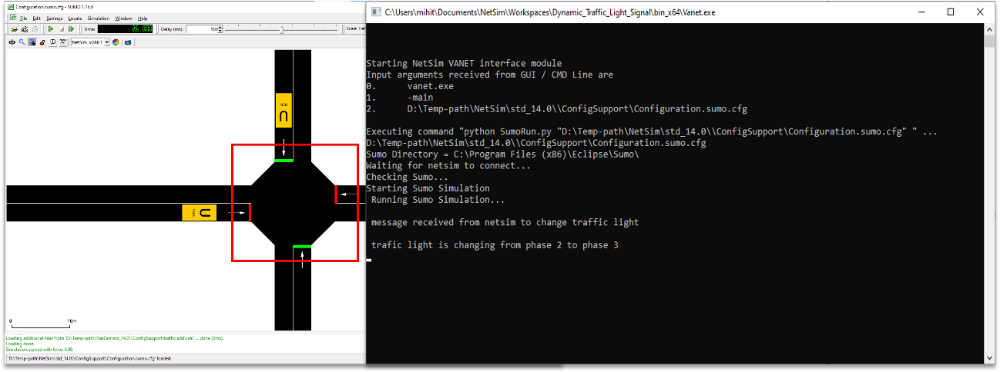 Configuration.sumo.cfg - SUMO 1.15.0
File Edit Settings Locate Simulation Window Help
Time: 26.000 Delay (ms): 500 Scale Traf
NetSim_VANET
0 10m
Loading additional-files from 'D:\Temp-path\NetSim\std_14.0\\ConfigSupport\traffic.add.xml' ... done (2ms).
Loading done.
Simulation started with time: 0.00.
'D:\Temp-path\NetSim\std_14.0\\ConfigSupport\Configuration.sumo.cfg' loaded.
C:\Users\mihit\Documents\NetSim\Workspaces\Dynamic_Traffic_Light_Signal\bin_x64\Vanet.exe
Starting NetSim VANET interface module
Input arguments received from GUI / CMD Line are
0. vanet.exe
1. -main
2. D:\Temp-path\NetSim\std_14.0\\ConfigSupport\Configuration.sumo.cfg
Executing command "python SumoRun.py "D:\Temp-path\NetSim\std_14.0\\ConfigSupport\Configuration.sumo.cfg" " ...
D:\Temp-path\NetSim\std_14.0\\ConfigSupport\Configuration.sumo.cfg
Sumo Directory = C:\Program Files (x86)\Eclipse\Sumo\
Waiting for netsim to connect...
Checking Sumo...
Starting Sumo Simulation
Running Sumo Simulation...
message received from netsim to change traffic light
trafic light is changing from phase 2 to phase 3